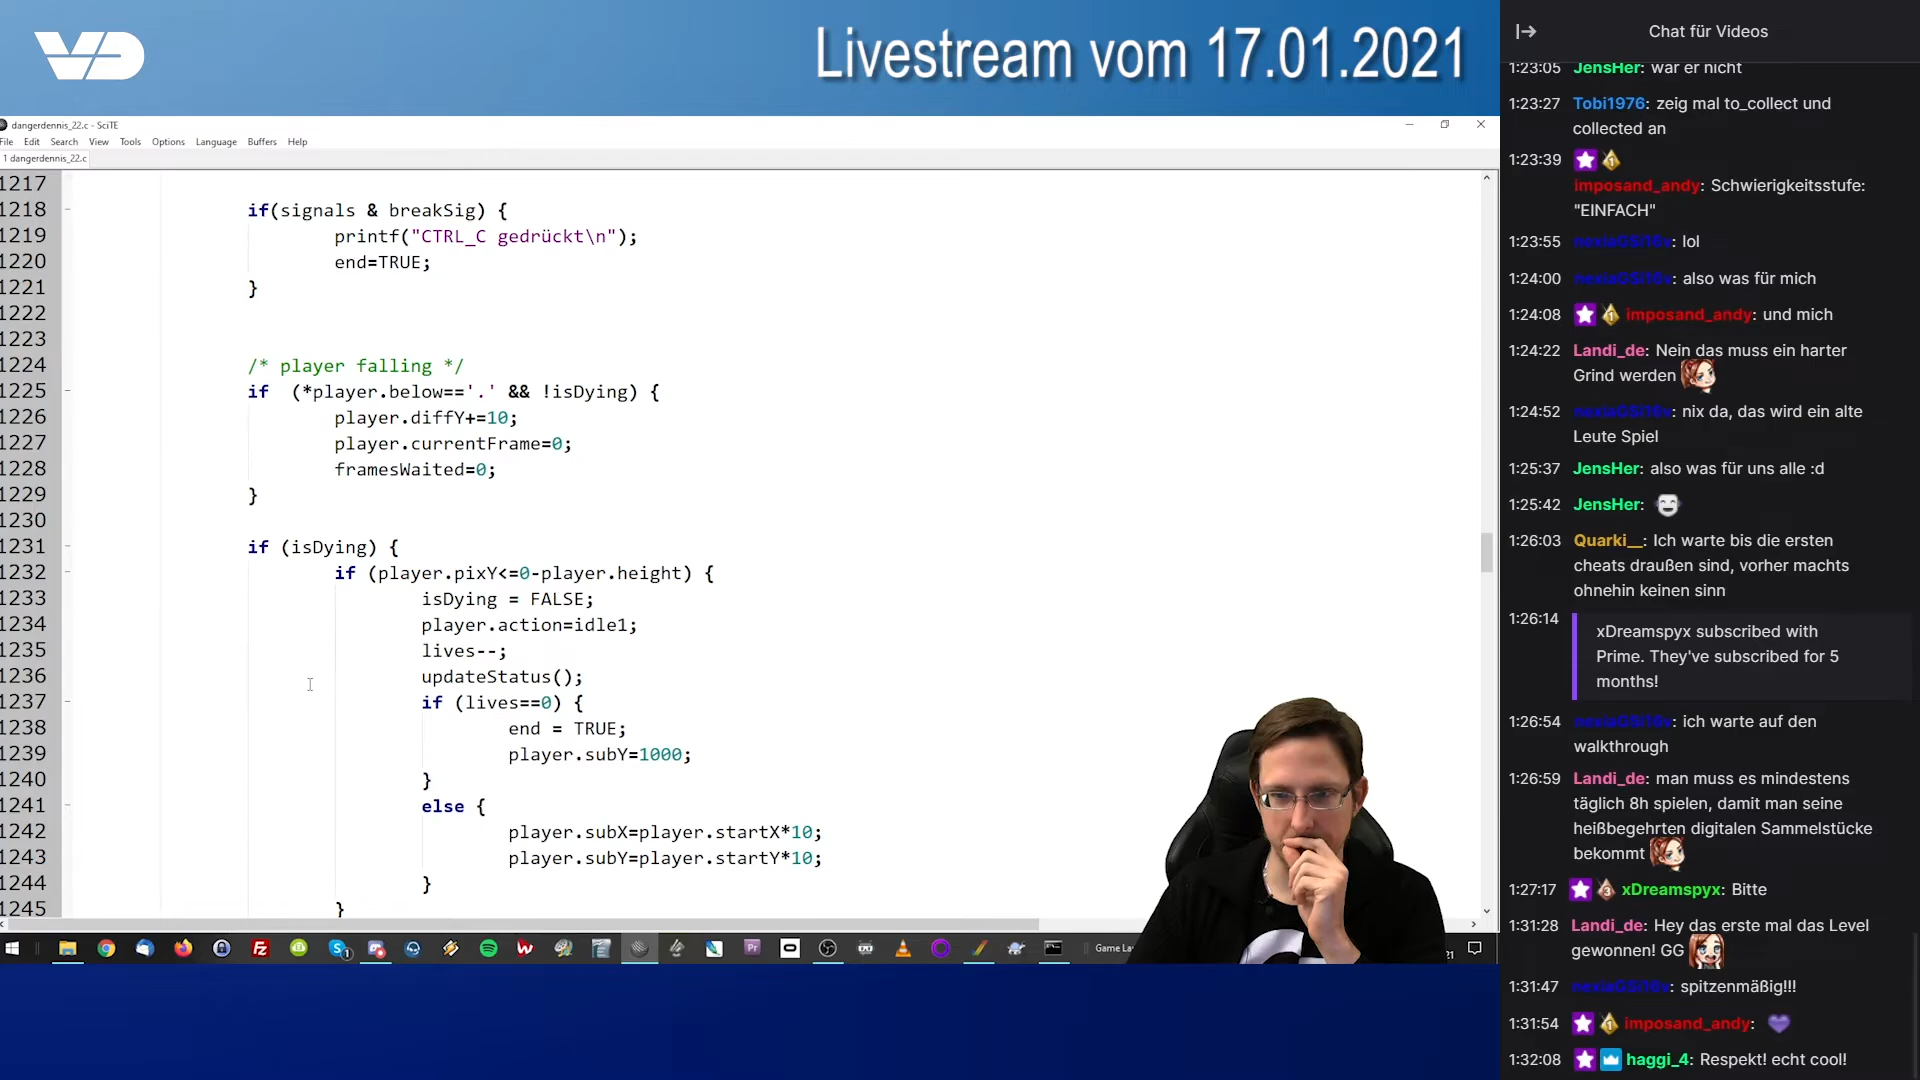 VD
Livestream vom 17.01.2021
dangerdennis_22.c - SciTE
File Edit Search View Tools Options Language Buffers Help
1 dangerdennis_22.c
1217
1218 if(signals & breakSig) {
1219 printf("CTRL_C gedrückt\n");
1220 end=TRUE;
1221 }
1222
1223
1224 /* player falling */
1225 if (*player.below=='.' && !isDying) {
1226 player.diffY+=10;
1227 player.currentFrame=0;
1228 framesWaited=0;
1229 }
1230
1231 if (isDying) {
1232 if (player.pixY<=0-player.height) {
1233 isDying = FALSE;
1234 player.action=idle1;
1235 lives--;
1236 updateStatus();
1237 if (lives==0) {
1238 end = TRUE;
1239 player.subY=1000;
1240 }
1241 else {
1242 player.subX=player.startX*10;
1243 player.subY=player.startY*10;
1244 }
1245 }
Game La
21
Chat für Videos
1:23:05 JensHer: war er nicht
1:23:27 Tobi1976: zeig mal to_collect und
collected an
1:23:39
imposand_andy: Schwierigkeitsstufe:
"EINFACH"
1:23:55 nexiaGSi16v: lol
1:24:00 nexiaGSi16v: also was für mich
1:24:08 imposand_andy: und mich
1:24:22 Landi_de: Nein das muss ein harter
Grind werden
1:24:52 nexiaGSi16v: nix da, das wird ein alte
Leute Spiel
1:25:37 JensHer: also was für uns alle :d
1:25:42 JensHer:
1:26:03 Quarki__: Ich warte bis die ersten
cheats draußen sind, vorher machts
ohnehin keinen sinn
1:26:14 xDreamspyx subscribed with
Prime. They've subscribed for 5
months!
1:26:54 nexiaGSi16v: ich warte auf den
walkthrough
1:26:59 Landi_de: man muss es mindestens
täglich 8h spielen, damit man seine
heißbegehrten digitalen Sammelstücke
bekommt
1:27:17 xDreamspyx: Bitte
1:31:28 Landi_de: Hey das erste mal das Level
gewonnen! GG
1:31:47 nexiaGSi16v: spitzenmäßig!!!
1:31:54 imposand_andy:
1:32:08 haggi_4: Respekt! echt cool!